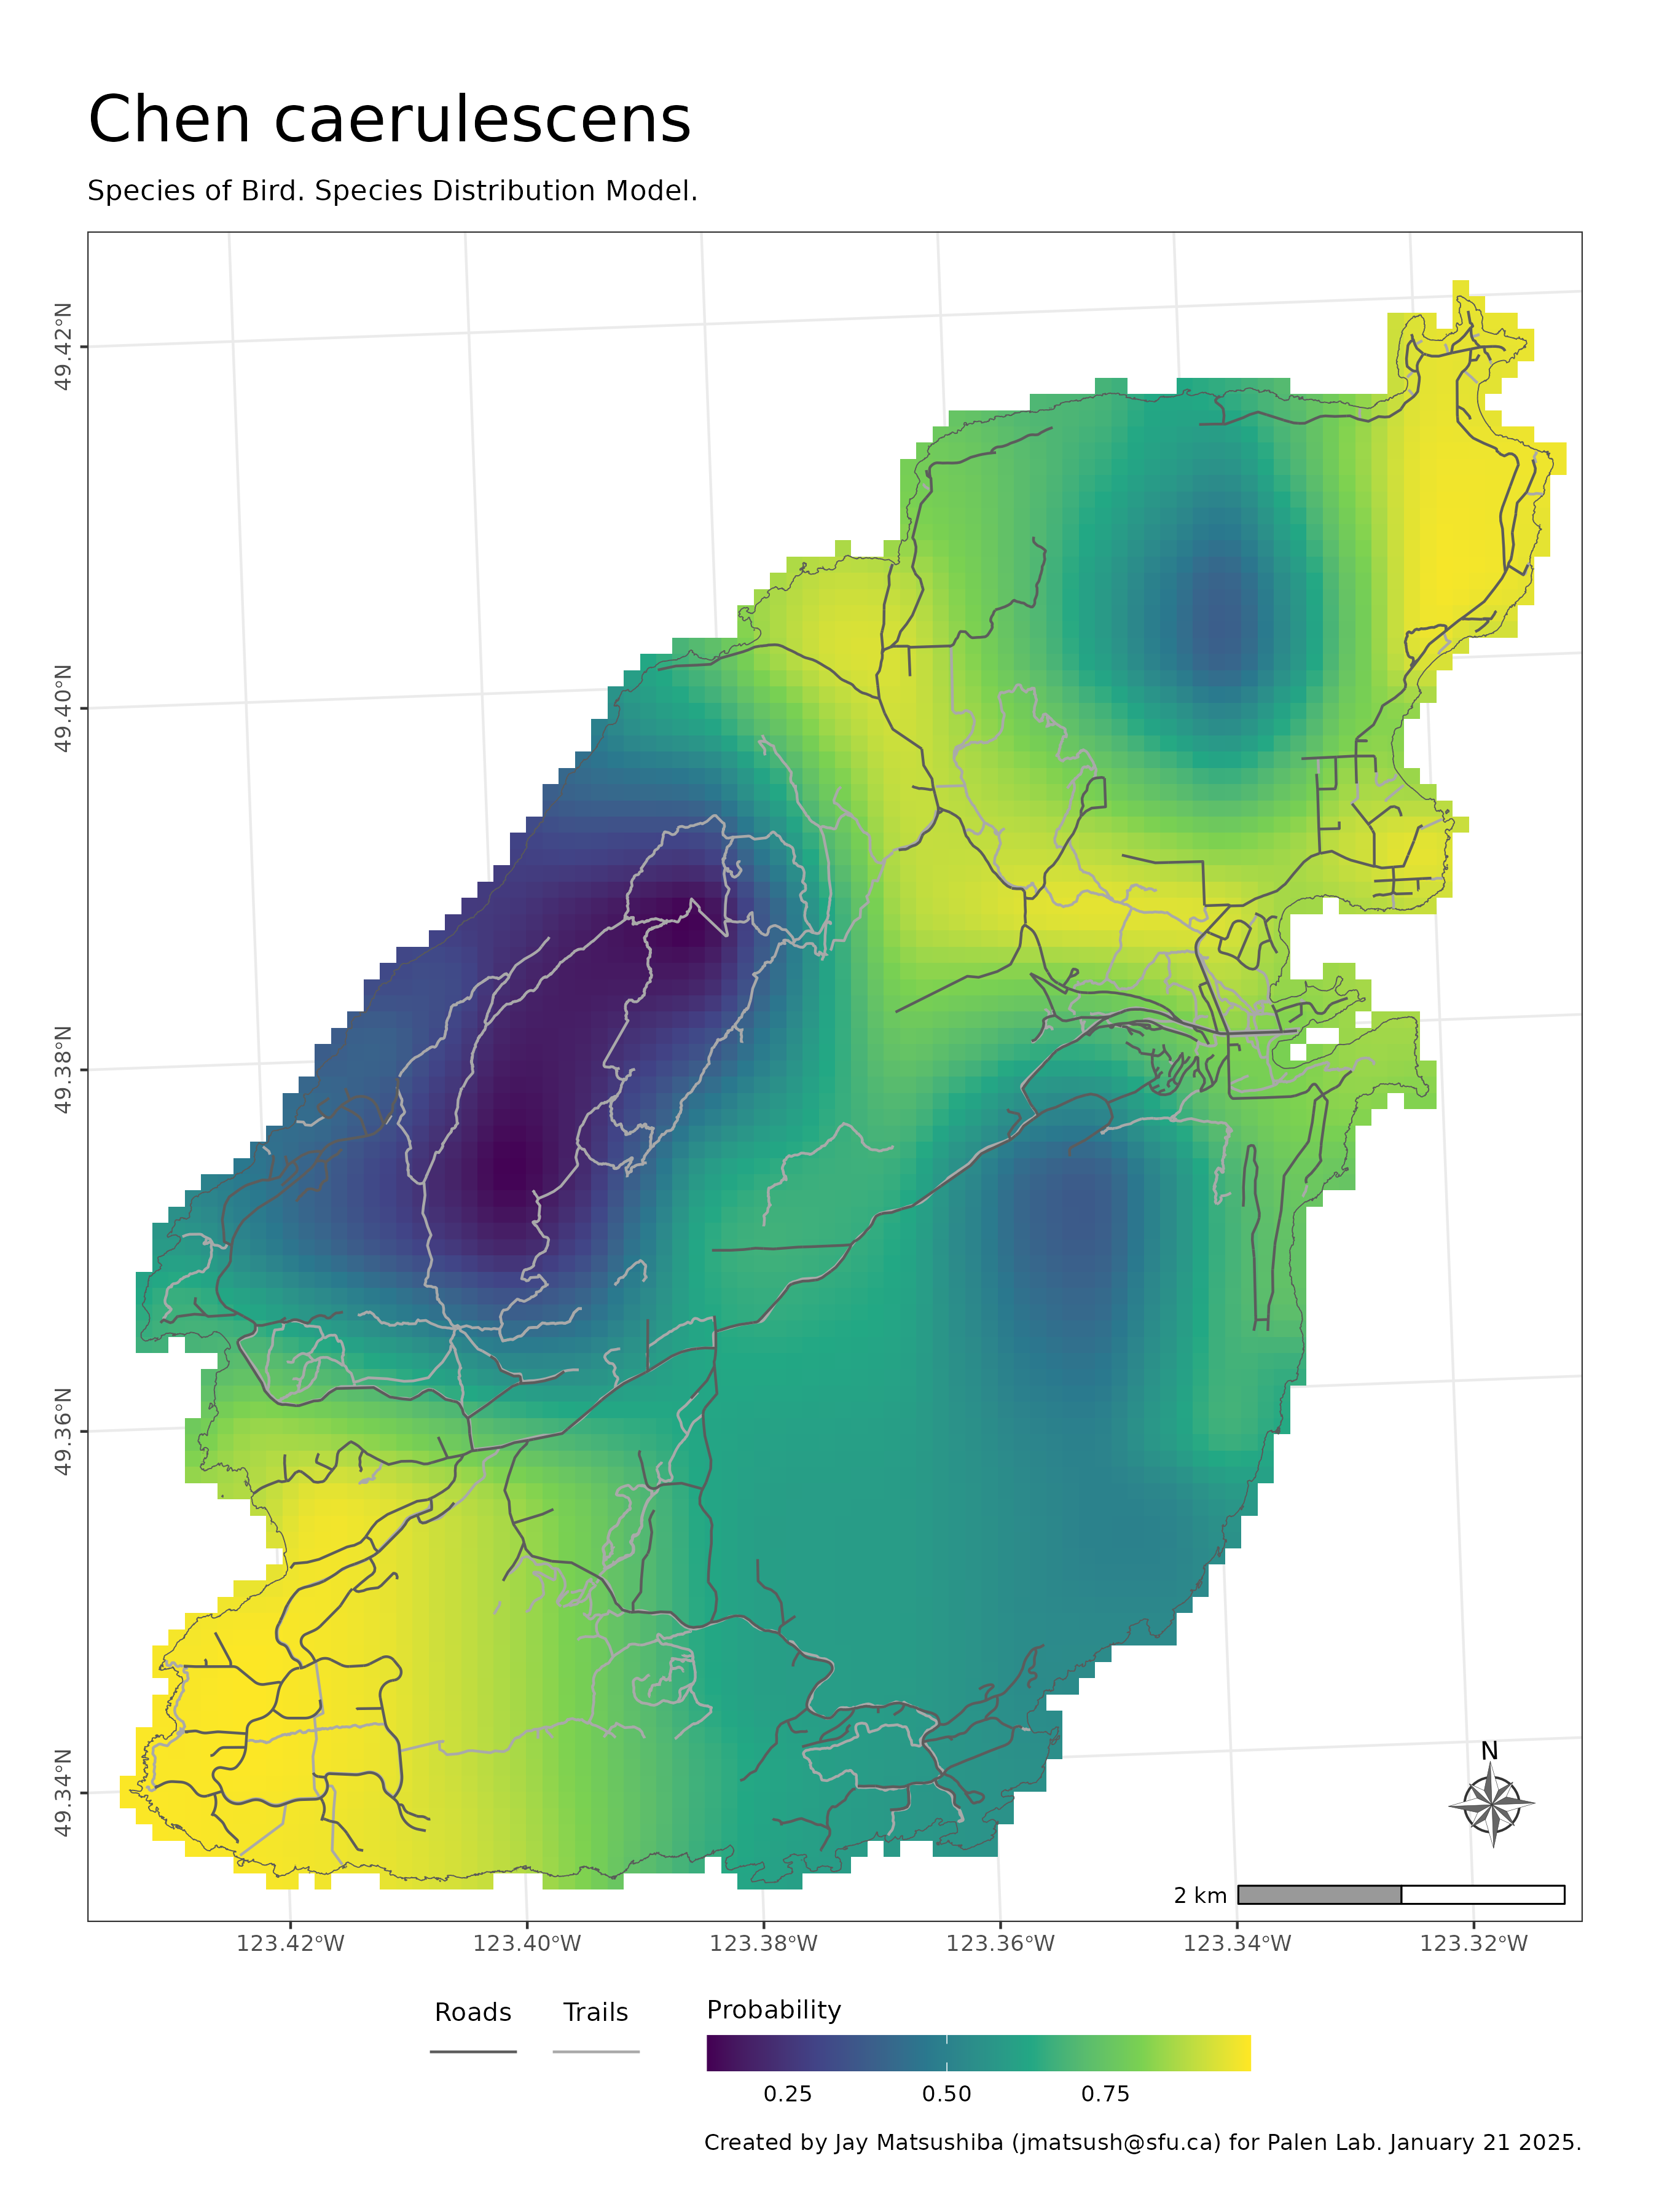 Chen caerulescens
Species of Bird. Species Distribution Model.
49.42°N
49.40°N
49.38°N
49.36°N
49.34°N
N
2 km
123.42°W 123.40°W 123.38°W 123.36°W 123.34°W 123.32°W
Roads Trails Probability
0.25 0.50 0.75
Created by Jay Matsushiba (jmatsush@sfu.ca) for Palen Lab. January 21 2025.